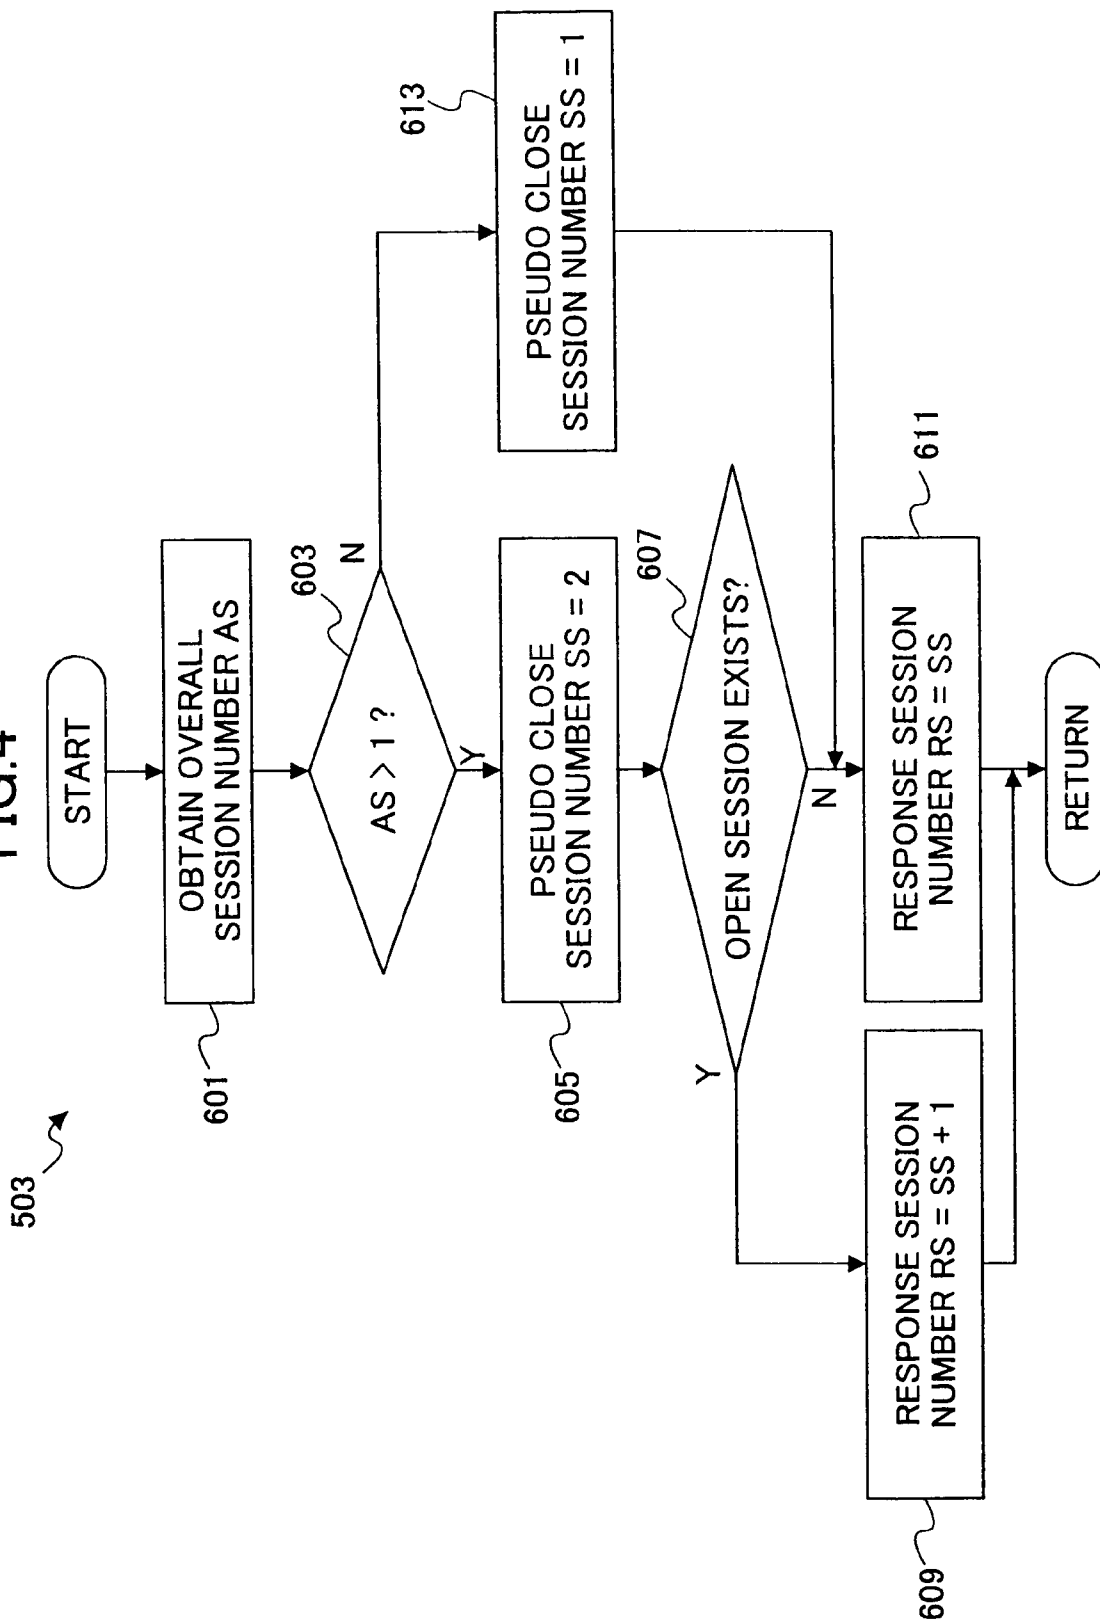 FIG.4
503
START
OBTAIN OVERALL
SESSION NUMBER AS
601
AS > 1 ?
603
N
Y
PSEUDO CLOSE
SESSION NUMBER SS = 2
605
PSEUDO CLOSE
SESSION NUMBER SS = 1
613
OPEN SESSION EXISTS?
607
Y
N
RESPONSE SESSION
NUMBER RS = SS + 1
609
RESPONSE SESSION
NUMBER RS = SS
611
RETURN